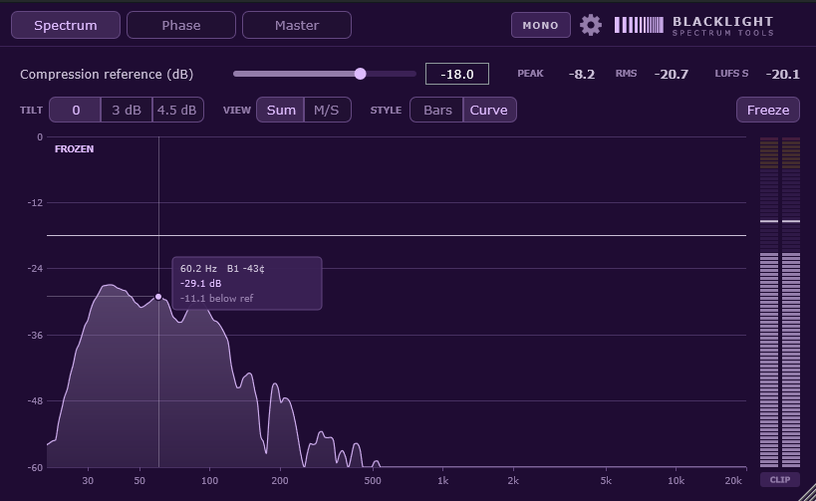 Spectrum Phase Master MONO BLACKLIGHT
SPECTRUM TOOLS
Compression reference (dB) -18.0 PEAK -8.2 RMS -20.7 LUFS S -20.1
TILT 0 3 dB 4.5 dB VIEW Sum M/S STYLE Bars Curve Freeze
0
FROZEN
-12
-24
60.2 Hz B1 -43¢
-29.1 dB
-11.1 below ref
-36
-48
-60
30 50 100 200 500 1k 2k 5k 10k 20k
CLIP